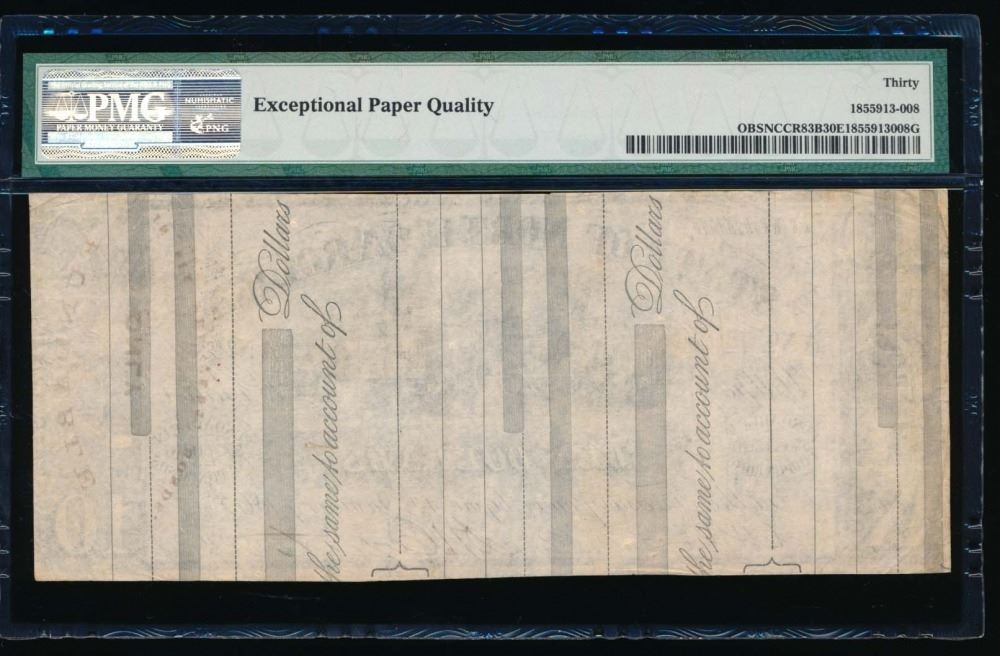 PMG
PAPER MONEY GUARANTY
NUMISMATIC
PNG
Exceptional Paper Quality
Thirty
1855913-008
OBSNCCR83B30E1855913008G
Dollars
the same to account of
Dollars
the same to account of